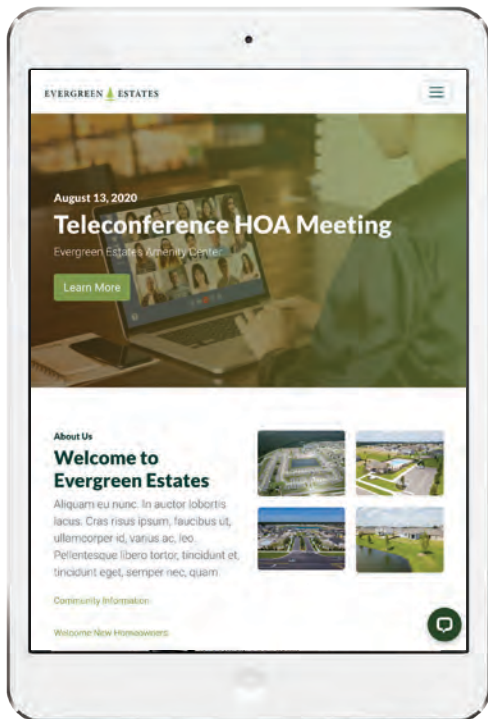 EVERGREEN ESTATES
August 13, 2020
Teleconference HOA Meeting
Evergreen Estates Amenity Center
Learn More
About Us
Welcome to
Evergreen Estates
Aliquam eu nunc. In auctor lobortis
lacus. Cras risus ipsum, faucibus ut,
ullamcorper id, varius ac, leo.
Pellentesque libero tortor, tincidunt et,
tincidunt eget, semper nec, quam.
Community Information
Welcome New Homeowners